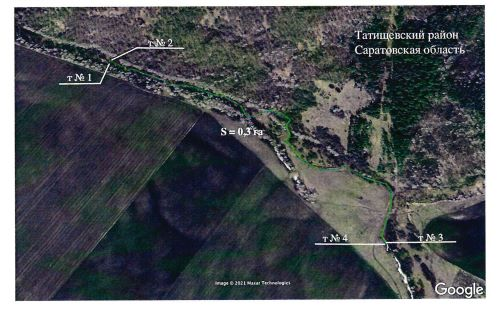 Татищевский район
Саратовская область
т № 2
т № 1
S = 0,3 га
т № 4
т № 3
Image © 2021 Maxar Technologies
Google